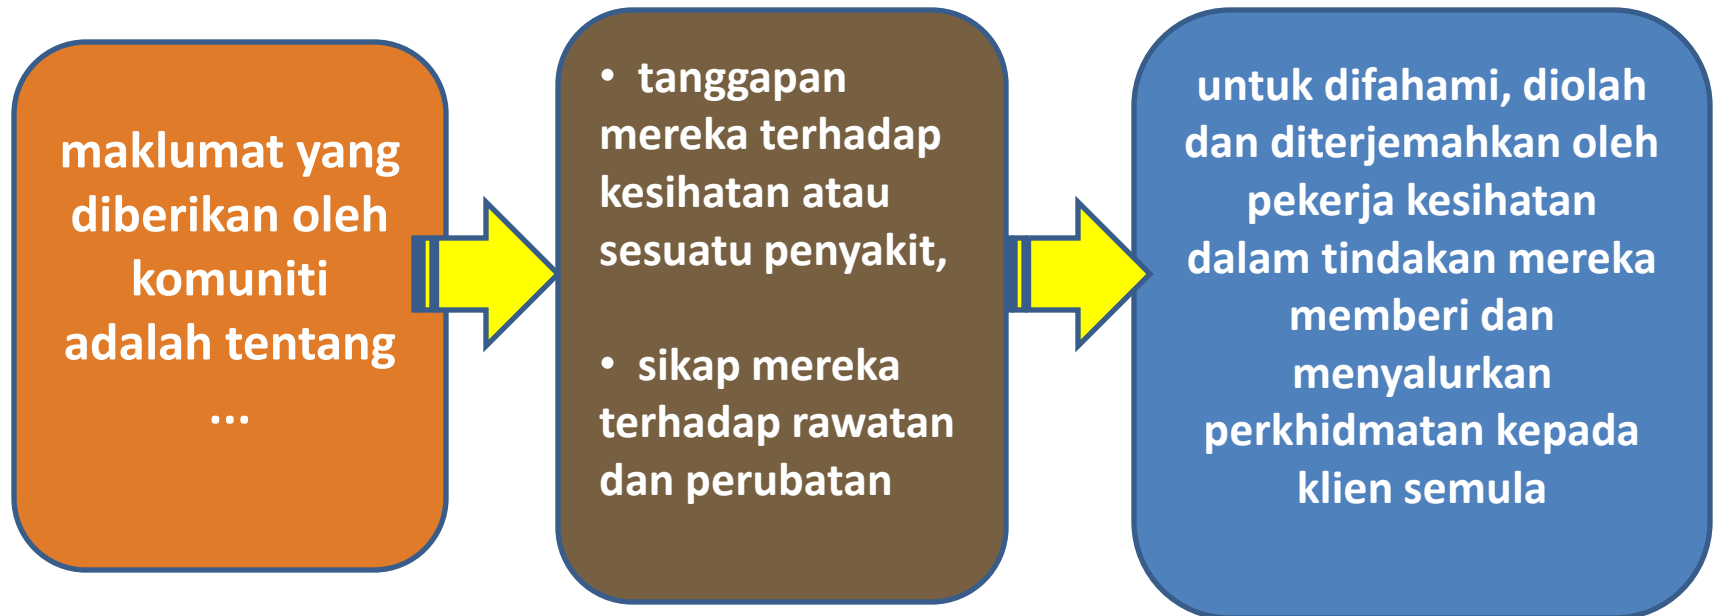 maklumat yang
diberikan oleh
komuniti
adalah tentang
...
• tanggapan
mereka terhadap
kesihatan atau
sesuatu penyakit,
• sikap mereka
terhadap rawatan
dan perubatan
untuk difahami, diolah
dan diterjemahkan oleh
pekerja kesihatan
dalam tindakan mereka
memberi dan
menyalurkan
perkhidmatan kepada
klien semula